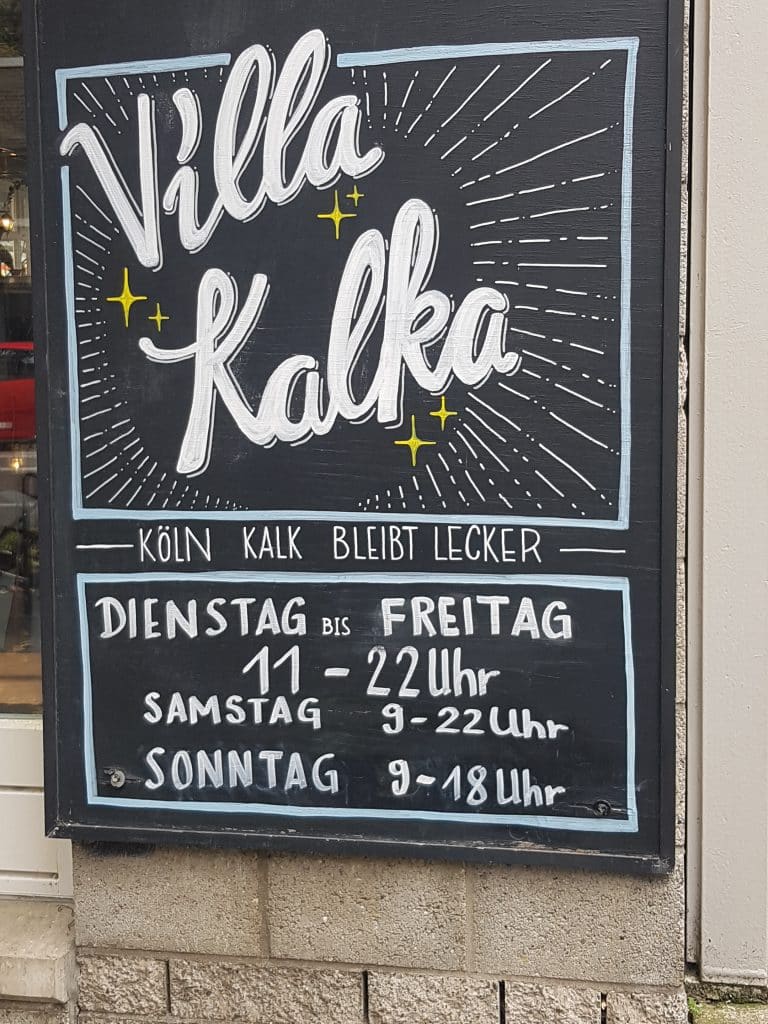 Villa
Kalka
KÖLN KALK BLEIBT LECKER
DIENSTAG BIS FREITAG
11 - 22 Uhr
SAMSTAG 9 - 22 Uhr
SONNTAG 9 - 18 Uhr